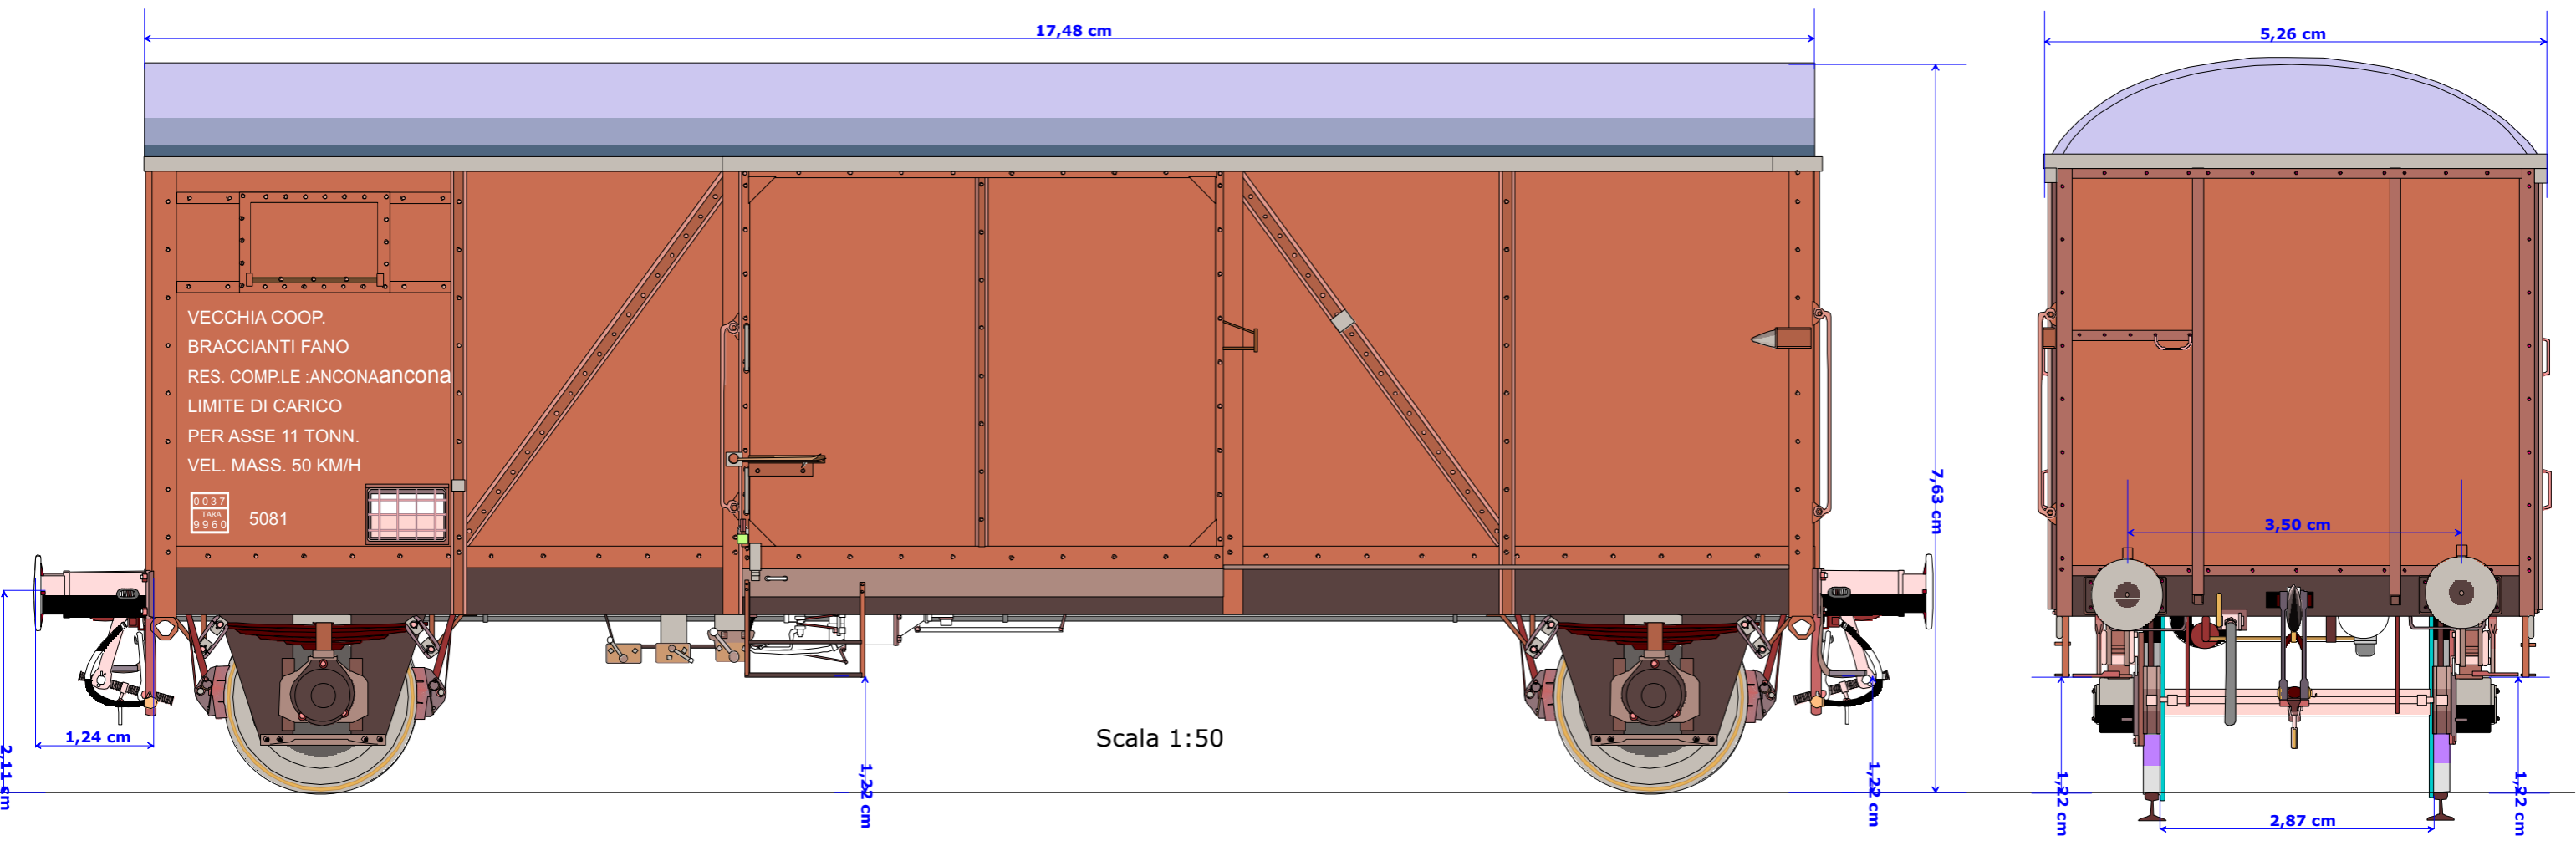 17,48 cm
5,26 cm
VECCHIA COOP.
BRACCIANTI FANO
RES. COMP.LE :ANCONAancona
LIMITE DI CARICO
PER ASSE 11 TONN.
VEL. MASS. 50 KM/H
0037
TARA
9960
5081
7,63 cm
3,50 cm
1,24 cm
2,11 cm
Scala 1:50
1,22 cm
1,22 cm
1,22 cm
1,22 cm
2,87 cm